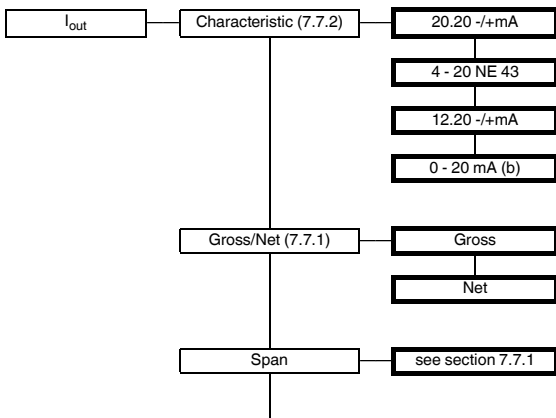 Iout
Characteristic (7.7.2)
20.20 -/+mA
4 - 20 NE 43
12.20 -/+mA
0 - 20 mA (b)
Gross/Net (7.7.1)
Gross
Net
Span
see section 7.7.1